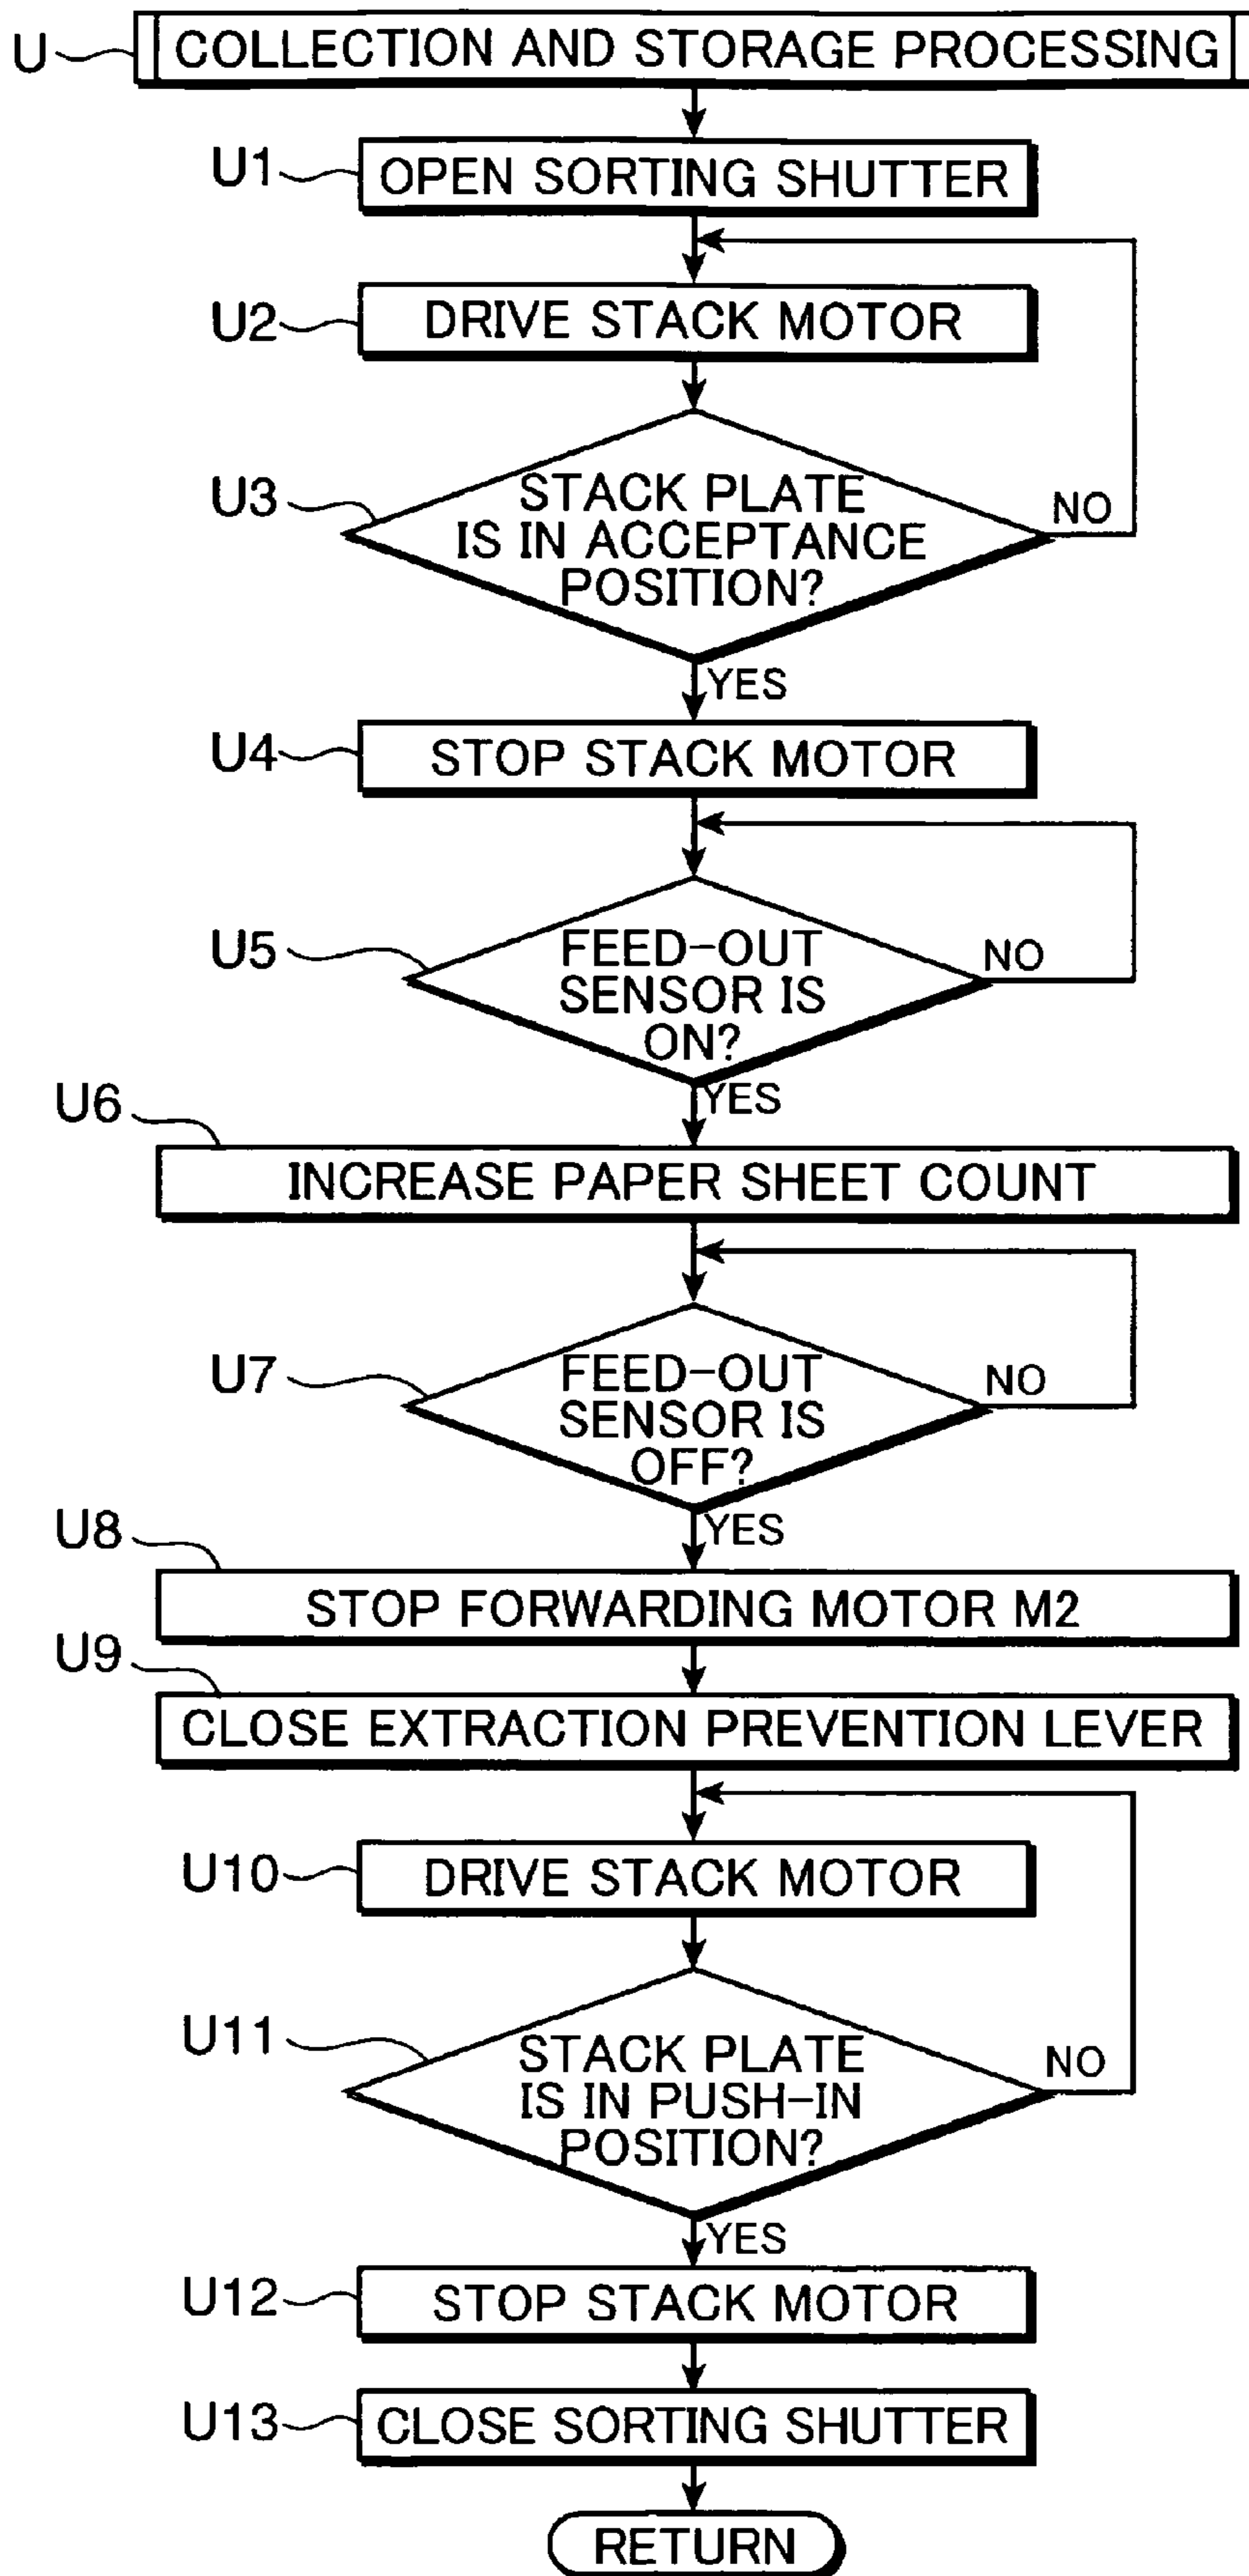 U
COLLECTION AND STORAGE PROCESSING
U1
OPEN SORTING SHUTTER
U2
DRIVE STACK MOTOR
U3
STACK PLATE
IS IN ACCEPTANCE
POSITION?
NO
YES
U4
STOP STACK MOTOR
U5
FEED-OUT
SENSOR IS
ON?
NO
YES
U6
INCREASE PAPER SHEET COUNT
U7
FEED-OUT
SENSOR IS
OFF?
NO
YES
U8
STOP FORWARDING MOTOR M2
U9
CLOSE EXTRACTION PREVENTION LEVER
U10
DRIVE STACK MOTOR
U11
STACK PLATE
IS IN PUSH-IN
POSITION?
NO
YES
U12
STOP STACK MOTOR
U13
CLOSE SORTING SHUTTER
RETURN